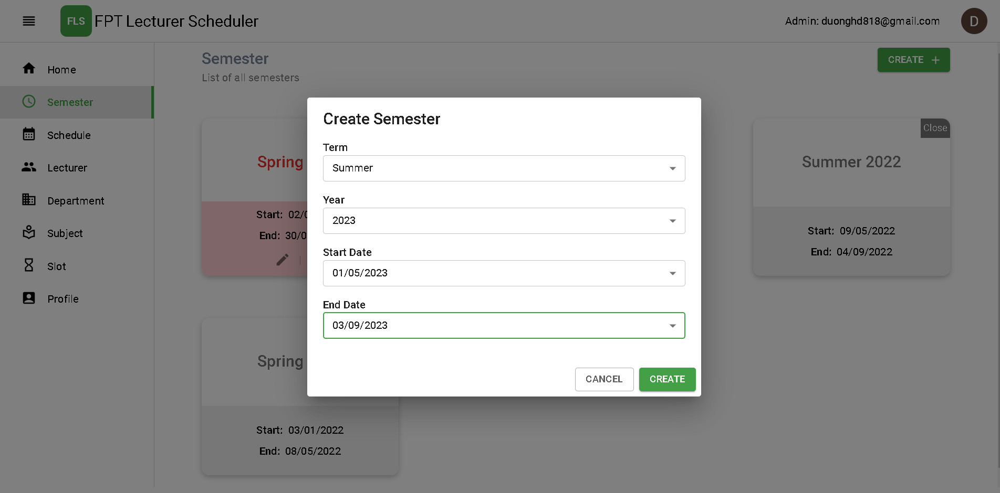 FLS FPT Lecturer Scheduler
Admin: duonghd818@gmail.com
D
Home
Semester
Schedule
Lecturer
Department
Subject
Slot
Profile
Semester
List of all semesters
CREATE +
Spring
Start: 02/0
End: 30/0
Close
Summer 2022
Start: 09/05/2022
End: 04/09/2022
Spring
Start: 03/01/2022
End: 08/05/2022
Create Semester
Term
Summer
Year
2023
Start Date
01/05/2023
End Date
03/09/2023
CANCEL
CREATE